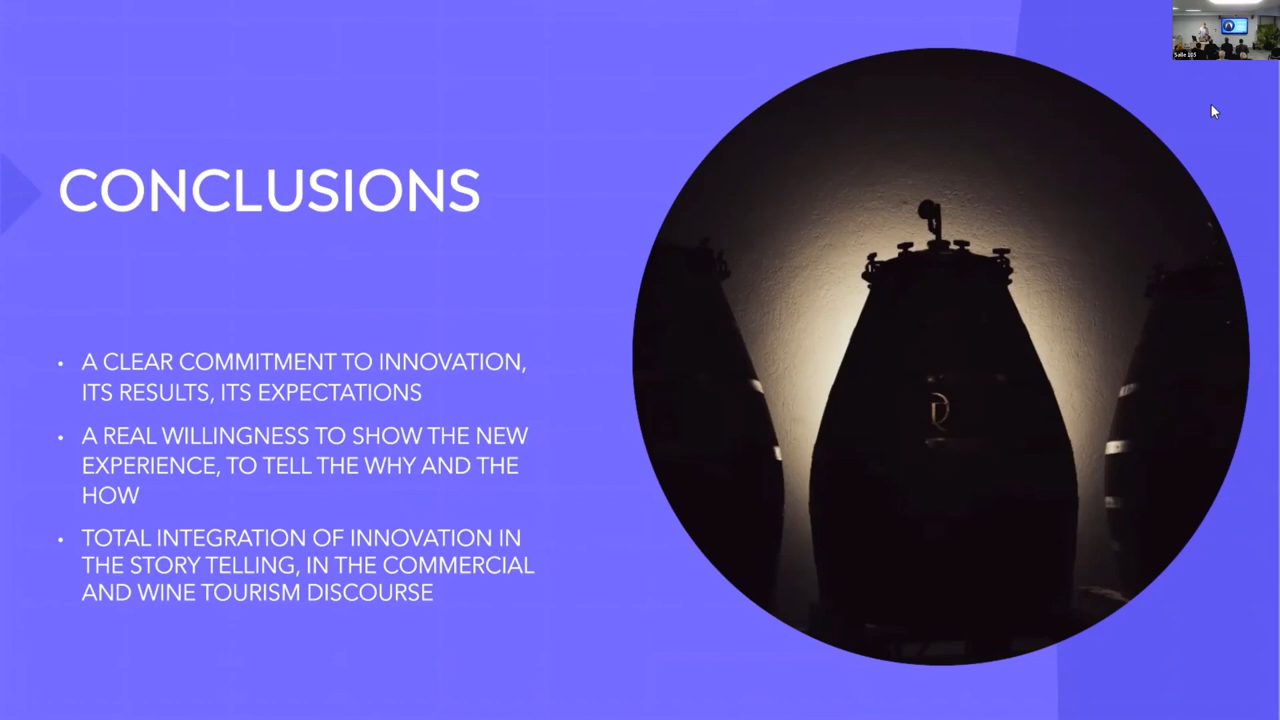 Salle 105
CONCLUSIONS
• A CLEAR COMMITMENT TO INNOVATION,
ITS RESULTS, ITS EXPECTATIONS
• A REAL WILLINGNESS TO SHOW THE NEW
EXPERIENCE, TO TELL THE WHY AND THE
HOW
• TOTAL INTEGRATION OF INNOVATION IN
THE STORY TELLING, IN THE COMMERCIAL
AND WINE TOURISM DISCOURSE